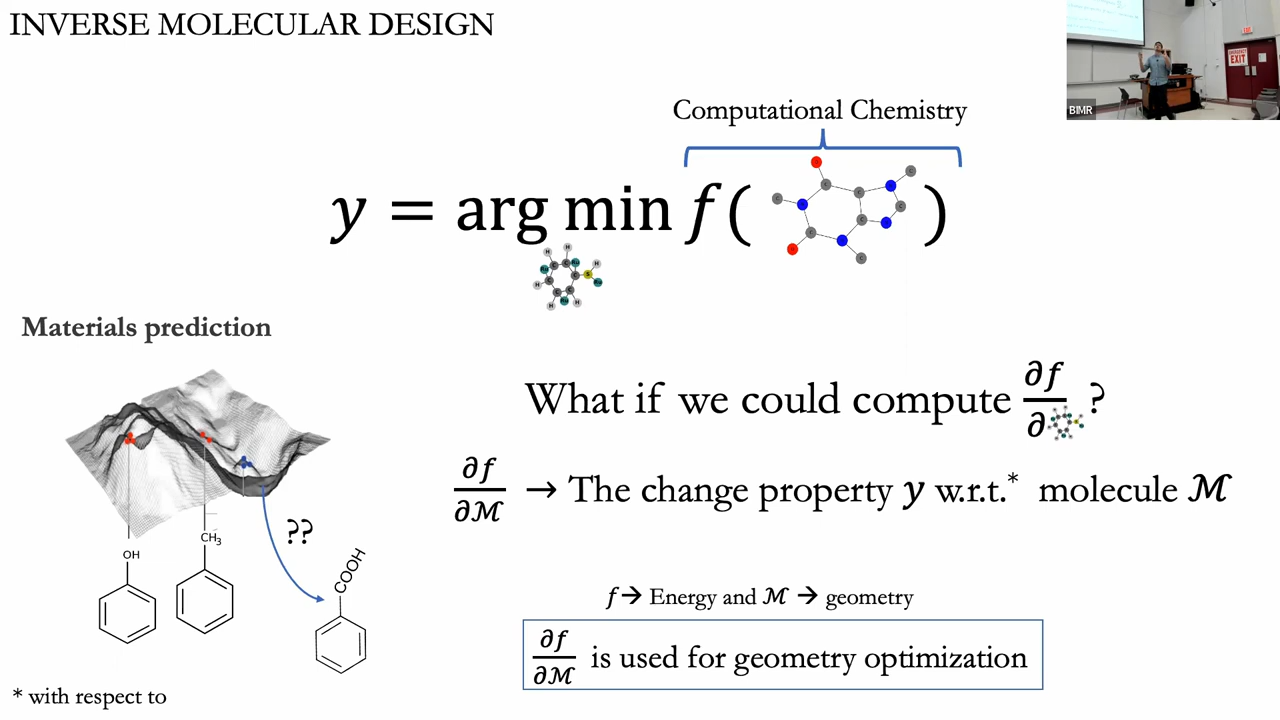 INVERSE MOLECULAR DESIGN
EXIT
BIMR
Computational Chemistry
y = arg min f( )
Materials prediction
What if we could compute ∂f/∂ ?
∂f/∂ℳ → The change property y w.r.t.* molecule ℳ
??
CH₃
OH
COOH
f → Energy and ℳ → geometry
∂f/∂ℳ is used for geometry optimization
* with respect to